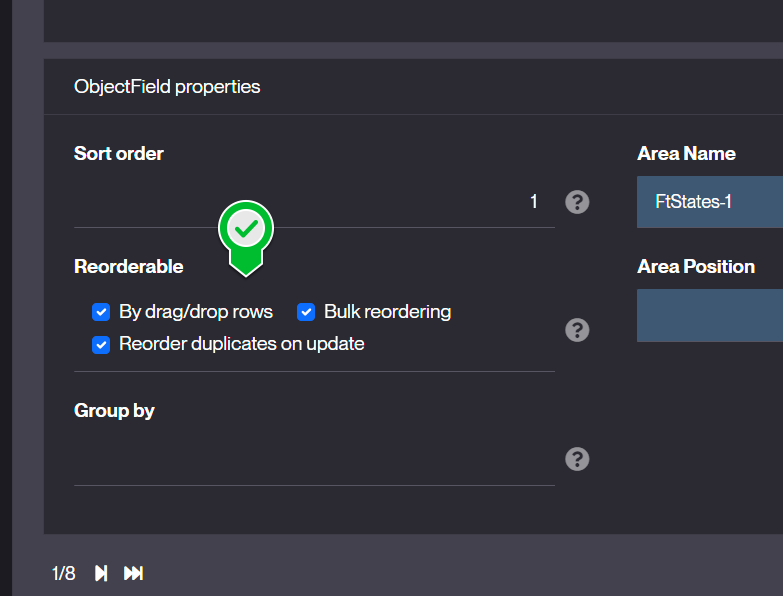 ObjectField properties
Sort order
Area Name
1
FtStates-1
Reorderable
Area Position
By drag/drop rows
Bulk reordering
Reorder duplicates on update
Group by
1/8